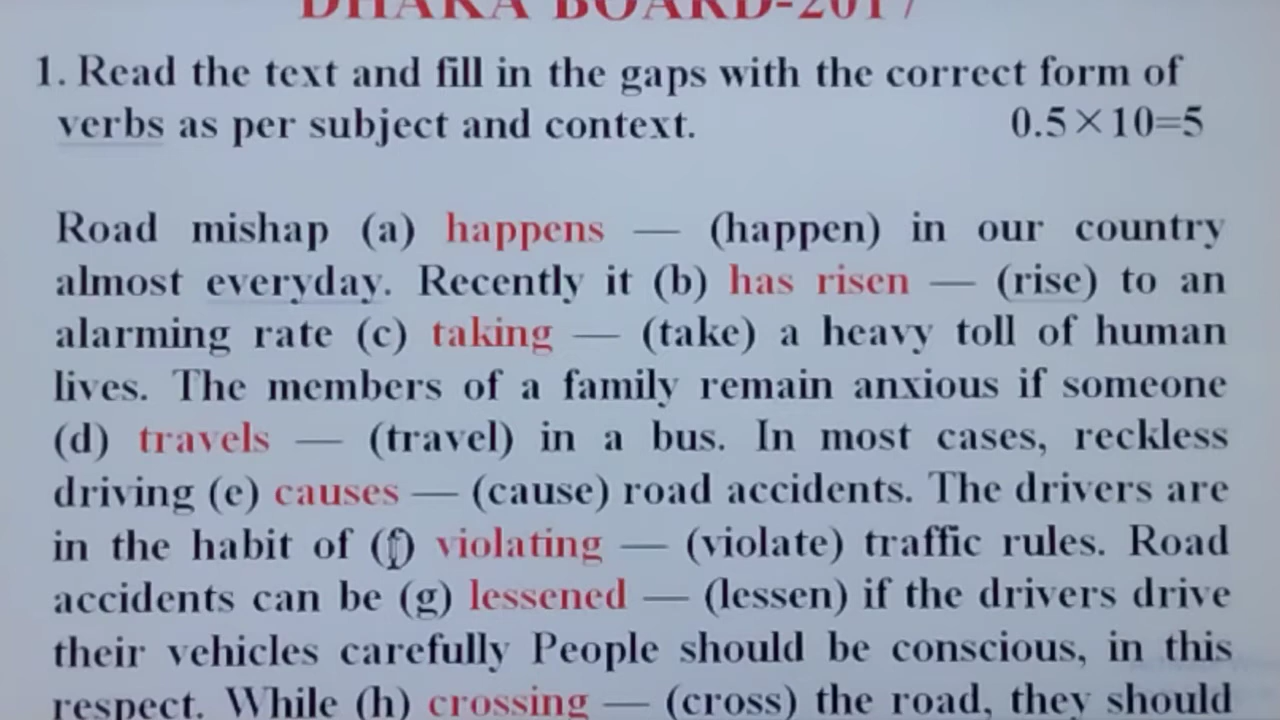 DHAKA BOARD-2017
1. Read the text and fill in the gaps with the correct form of
verbs as per subject and context. 0.5×10=5
Road mishap (a) happens — (happen) in our country
almost everyday. Recently it (b) has risen — (rise) to an
alarming rate (c) taking — (take) a heavy toll of human
lives. The members of a family remain anxious if someone
(d) travels — (travel) in a bus. In most cases, reckless
driving (e) causes — (cause) road accidents. The drivers are
in the habit of (f) violating — (violate) traffic rules. Road
accidents can be (g) lessened — (lessen) if the drivers drive
their vehicles carefully People should be conscious, in this
respect. While (h) crossing — (cross) the road, they should